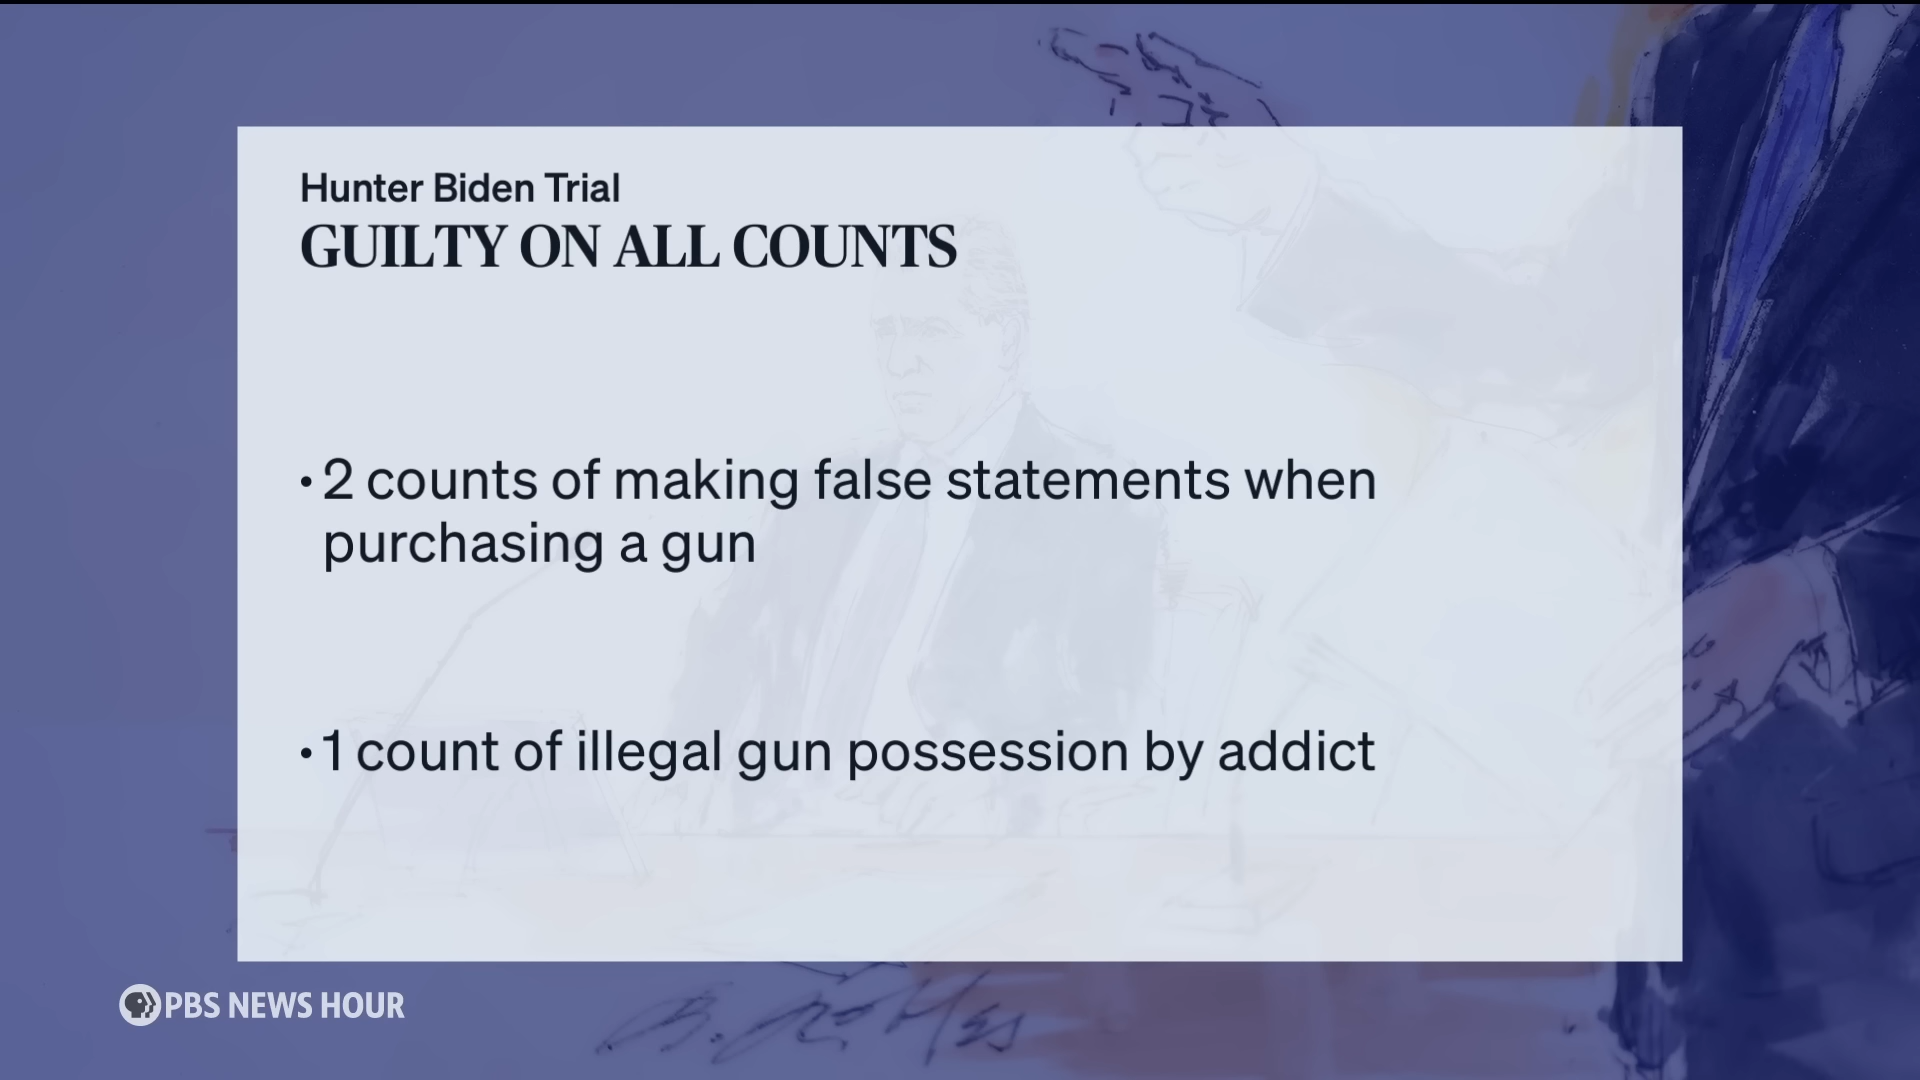 Hunter Biden Trial
GUILTY ON ALL COUNTS
• 2 counts of making false statements when
purchasing a gun
• 1 count of illegal gun possession by addict
PBS NEWS HOUR